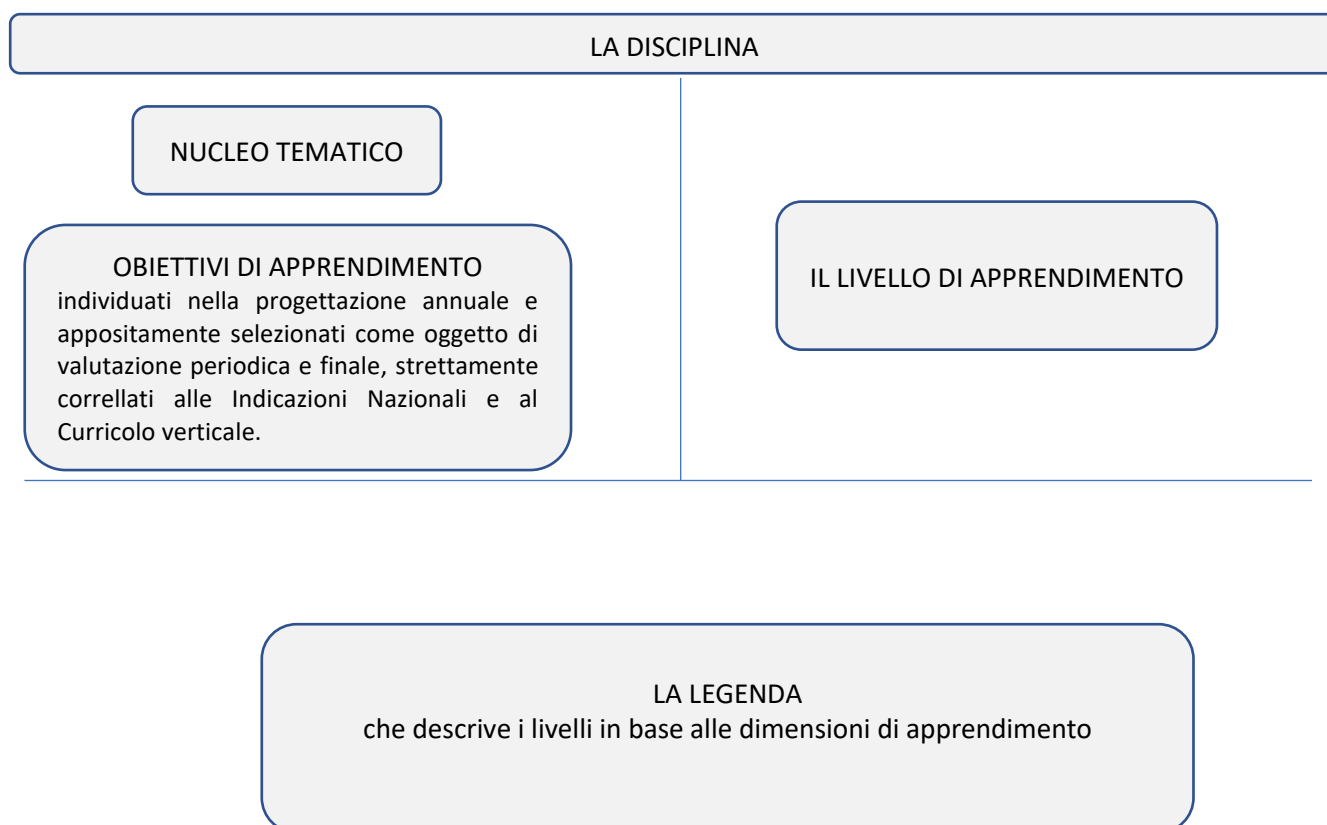 LA DISCIPLINA
NUCLEO TEMATICO
OBIETTIVI DI APPRENDIMENTO
individuati nella progettazione annuale e
appositamente selezionati come oggetto di
valutazione periodica e finale, strettamente
correllati alle Indicazioni Nazionali e al
Curricolo verticale.
IL LIVELLO DI APPRENDIMENTO
LA LEGENDA
che descrive i livelli in base alle dimensioni di apprendimento